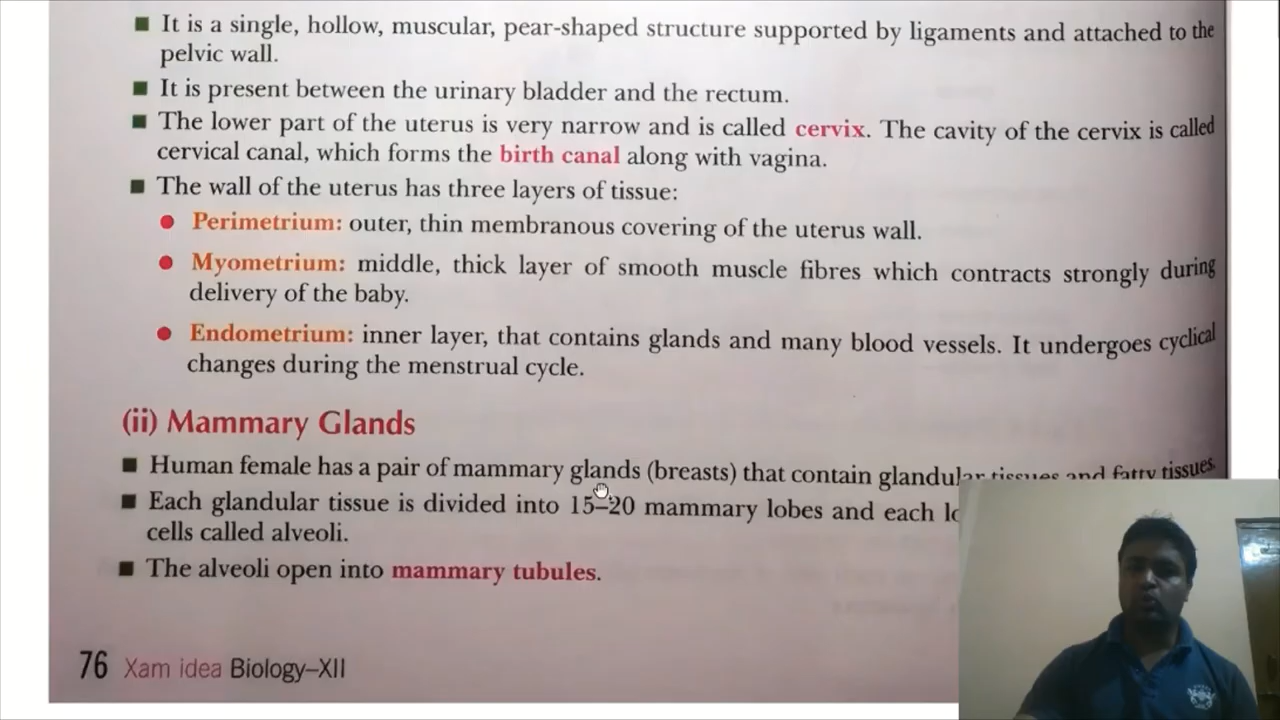 ■ It is a single, hollow, muscular, pear-shaped structure supported by ligaments and attached to the
pelvic wall.
■ It is present between the urinary bladder and the rectum.
■ The lower part of the uterus is very narrow and is called cervix. The cavity of the cervix is called
cervical canal, which forms the birth canal along with vagina.
■ The wall of the uterus has three layers of tissue:
● Perimetrium: outer, thin membranous covering of the uterus wall.
● Myometrium: middle, thick layer of smooth muscle fibres which contracts strongly during
delivery of the baby.
● Endometrium: inner layer, that contains glands and many blood vessels. It undergoes cyclical
changes during the menstrual cycle.
(ii) Mammary Glands
■ Human female has a pair of mammary glands (breasts) that contain glandular tissues and fatty tissues.
■ Each glandular tissue is divided into 15–20 mammary lobes and each
cells called alveoli.
■ The alveoli open into mammary tubules.
76 Xam idea Biology–XII